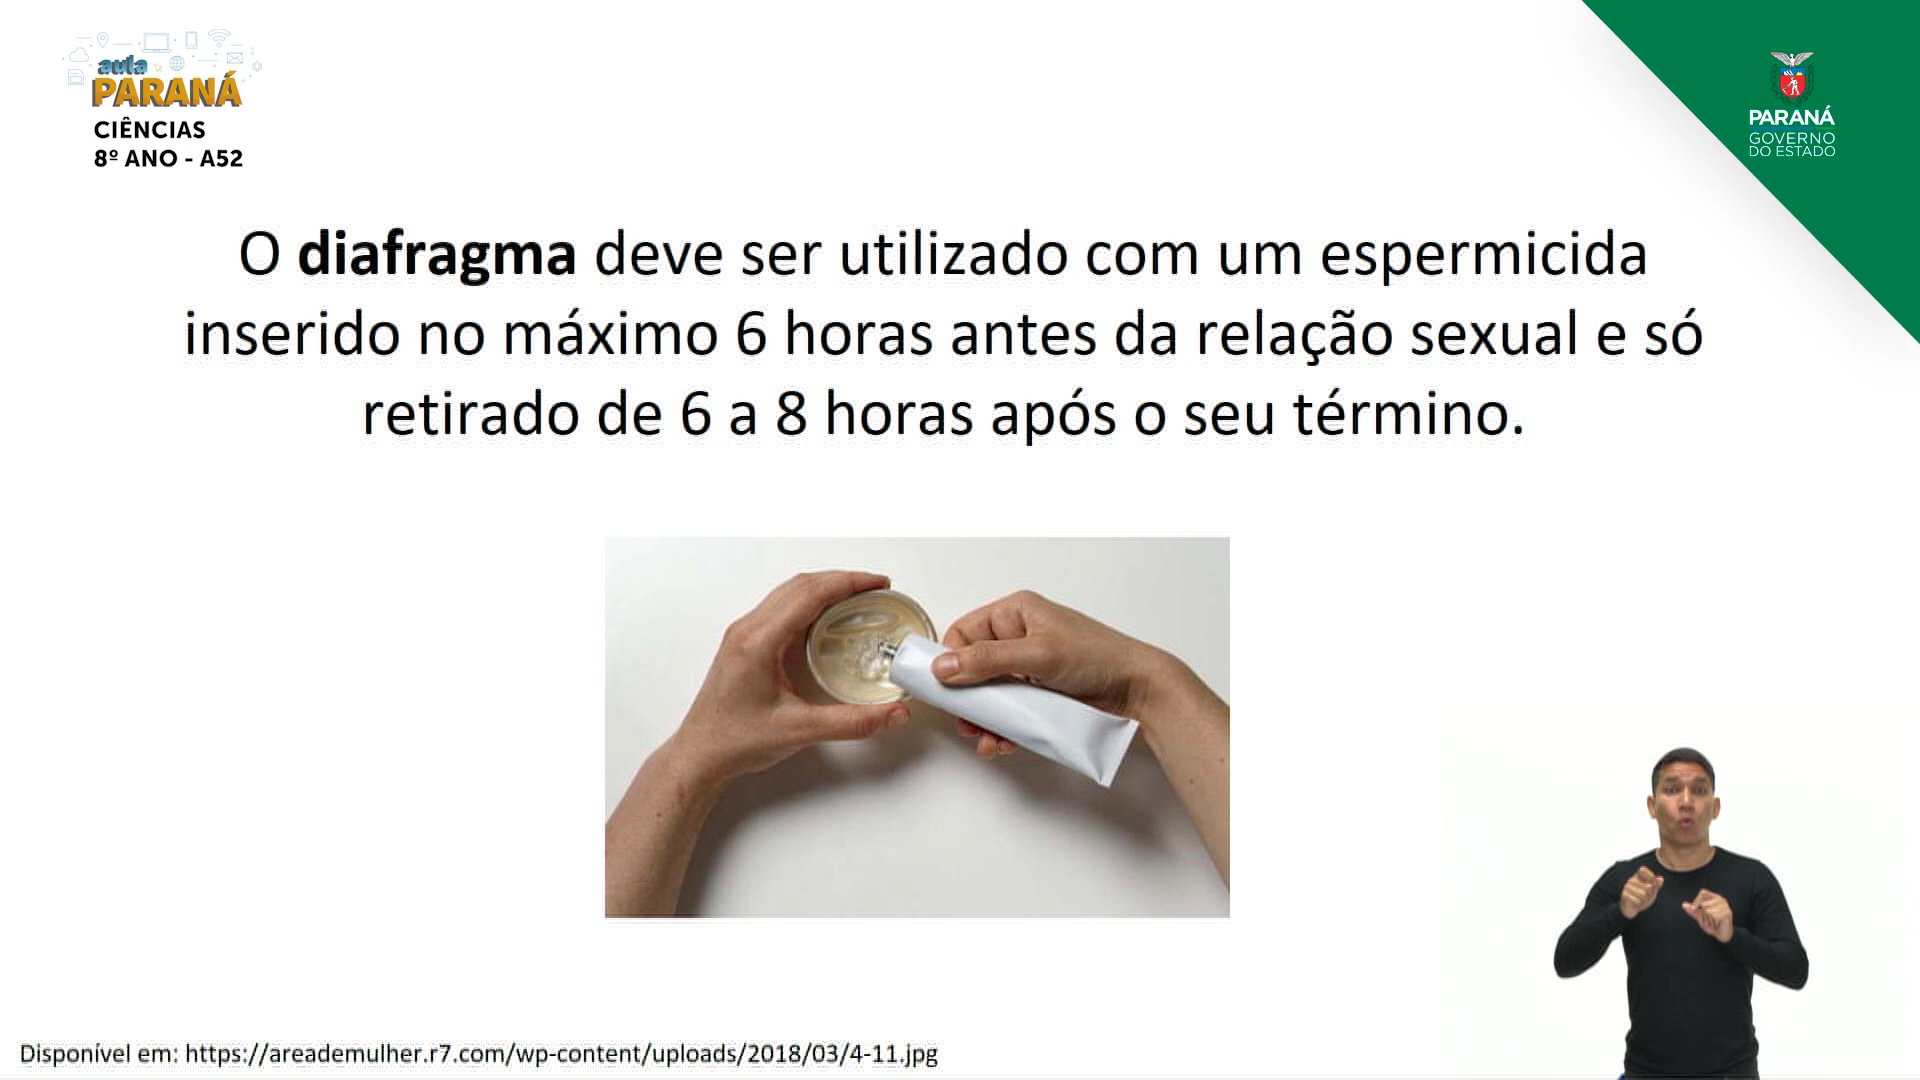 aula
PARANÁ
CIÊNCIAS
8º ANO - A52
PARANÁ
GOVERNO
DO ESTADO
O diafragma deve ser utilizado com um espermicida
inserido no máximo 6 horas antes da relação sexual e só
retirado de 6 a 8 horas após o seu término.
Disponível em: https://areademulher.r7.com/wp-content/uploads/2018/03/4-11.jpg